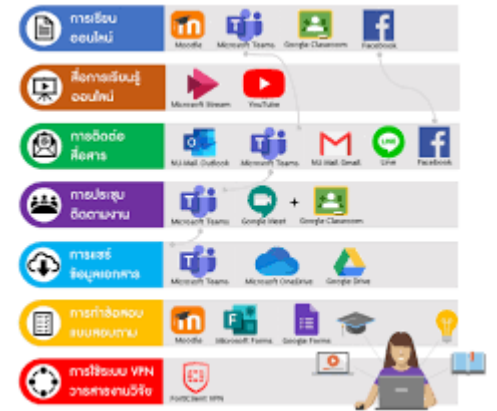 การเรียน
ออนไลน์
Moodle
Microsoft Teams
Google Classroom
Facebook
สื่อการเรียนรู้
ออนไลน์
Microsoft Stream
YouTube
การติดต่อ
สื่อสาร
NU Mail Outlook
Microsoft Teams
NU Mail Gmail
Line
Facebook
การประชุม
ติดตามงาน
Microsoft Teams
Google Meet
+
Google Classroom
การแชร์
ข้อมูลเอกสาร
Microsoft Teams
Microsoft OneDrive
Google Drive
การทำข้อสอบ
แบบสอบถาม
Moodle
Microsoft Forms
Google Forms
การใช้ระบบ VPN
วารสารงานวิจัย
FortiClient VPN